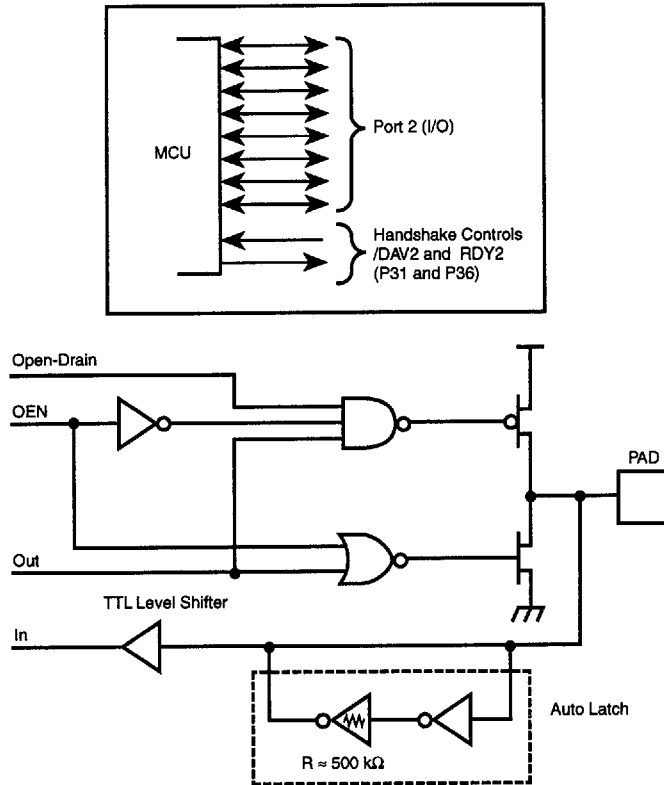 MCU
Port 2 (I/O)
Handshake Controls
/DAV2 and RDY2
(P31 and P36)
Open-Drain
OEN
PAD
Out
TTL Level Shifter
In
Auto Latch
R ≈ 500 kΩ